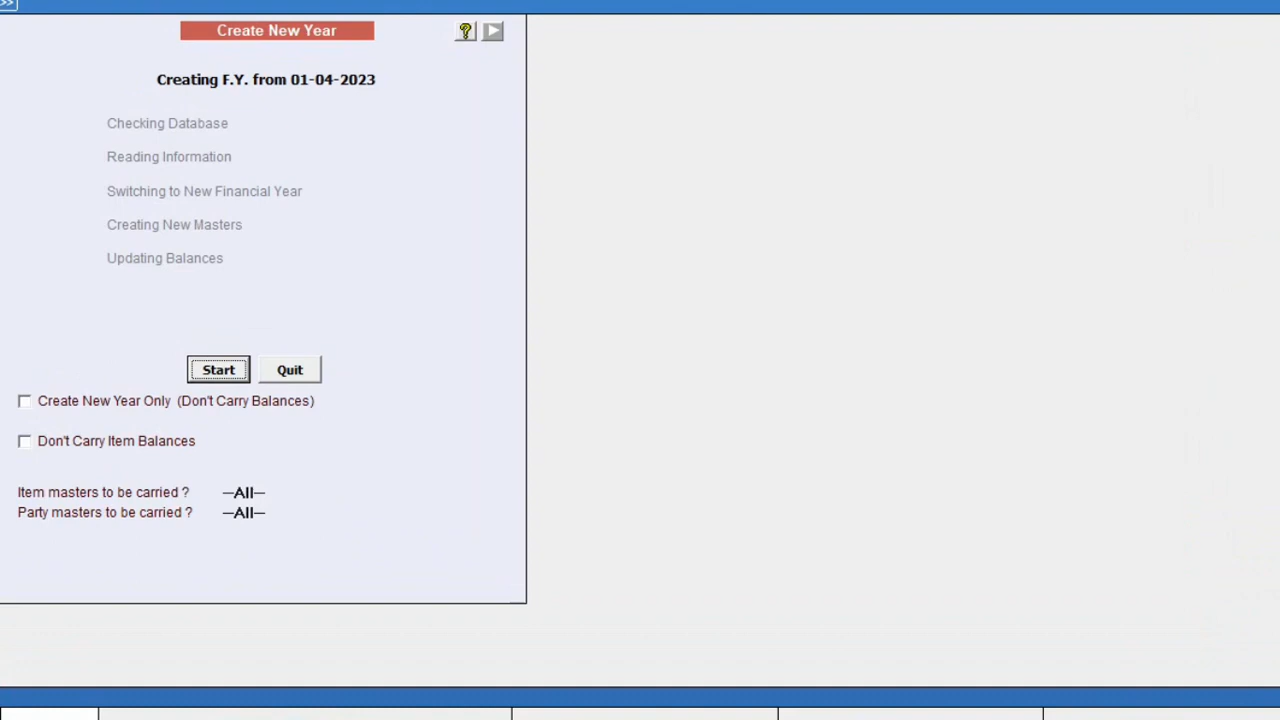 >>
Create New Year
?
Creating F.Y. from 01-04-2023
Checking Database
Reading Information
Switching to New Financial Year
Creating New Masters
Updating Balances
Start Quit
Create New Year Only (Don't Carry Balances)
Don't Carry Item Balances
Item masters to be carried ? —All—
Party masters to be carried ? —All—